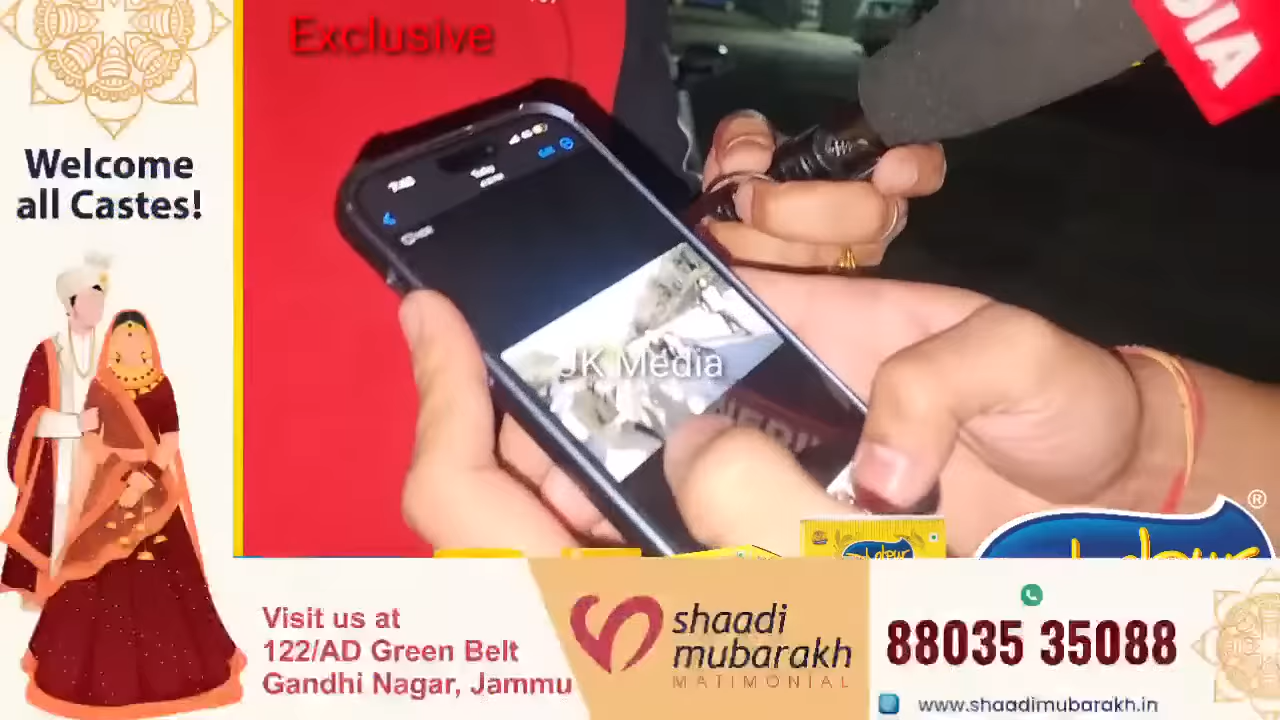 Exclusive
DIA
Welcome
all Castes!
JK Media
®
Visit us at
122/AD Green Belt
Gandhi Nagar, Jammu
shaadi
mubarakh
MATIMONIAL
88035 35088
www.shaadimubarakh.in